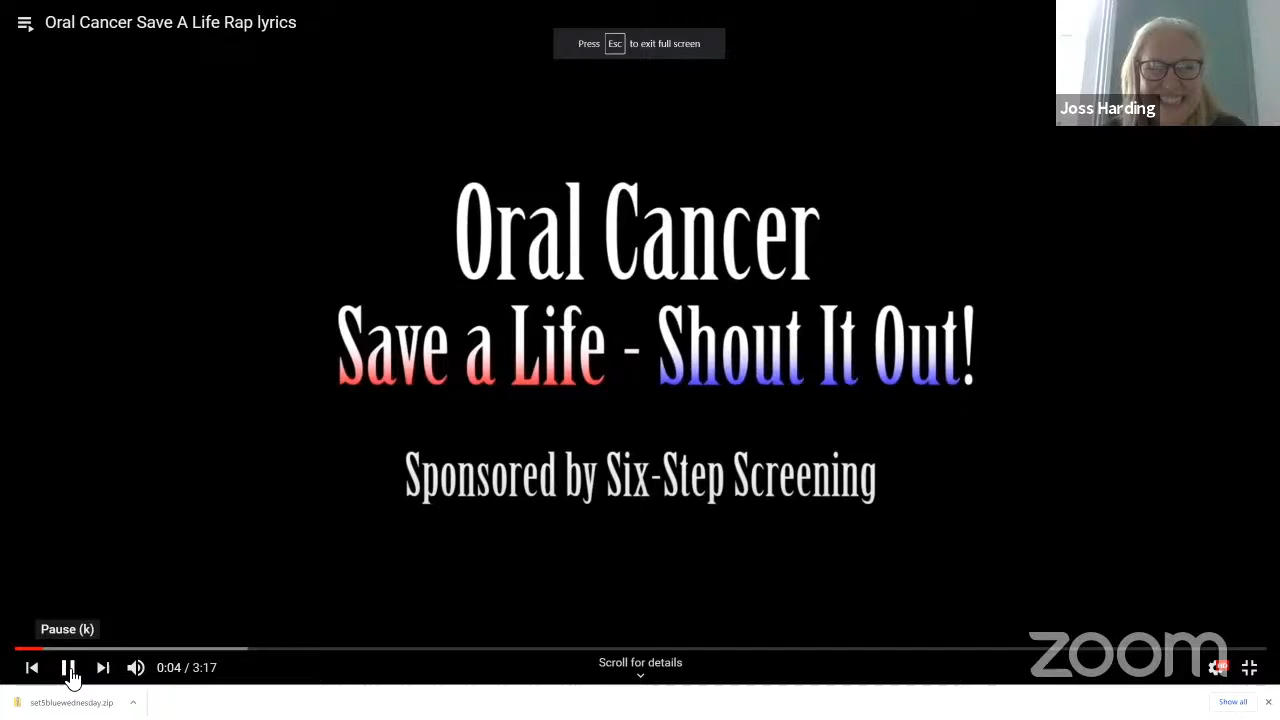 Oral Cancer Save A Life Rap lyrics
Press Esc to exit full screen
Joss Harding
Oral Cancer
Save a Life - Shout It Out!
Sponsored by Six-Step Screening
Pause (k)
0:04 / 3:17
Scroll for details
HD
zoom
set5bluewednesday.zip
Show all